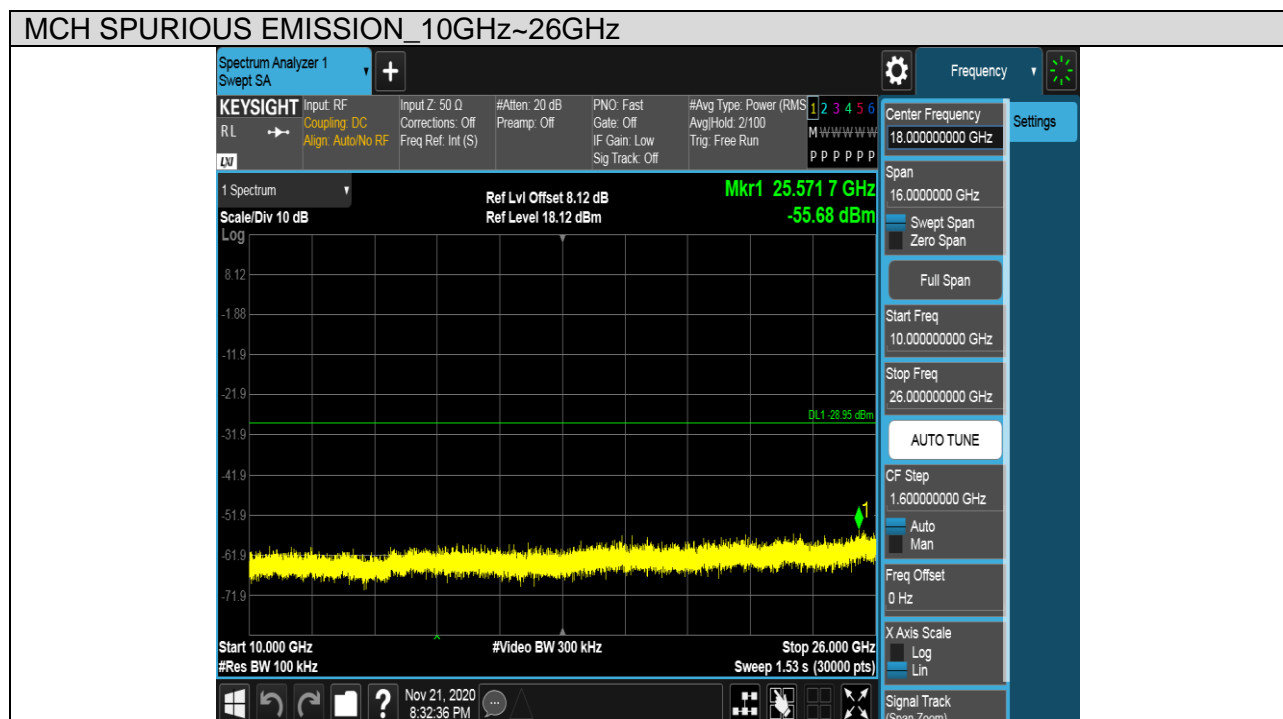 MCH SPURIOUS EMISSION_10GHz~26GHz
Spectrum Analyzer 1
Swept SA
+
Frequency
KEYSIGHT
RL
LXI
Input: RF
Coupling: DC
Align: Auto/No RF
Input Z: 50 Ω
Corrections: Off
Freq Ref: Int (S)
#Atten: 20 dB
Preamp: Off
PNO: Fast
Gate: Off
IF Gain: Low
Sig Track: Off
#Avg Type: Power (RMS
Avg|Hold: 2/100
Trig: Free Run
1 2 3 4 5 6
M W W W W W
P P P P P P
1 Spectrum
Scale/Div 10 dB
Log
Ref Lvl Offset 8.12 dB
Ref Level 18.12 dBm
Mkr1 25.571 7 GHz
-55.68 dBm
8.12
-1.88
-11.9
-21.9
DL1 -28.95 dBm
-31.9
-41.9
-51.9
1
-61.9
-71.9
Start 10.000 GHz
#Res BW 100 kHz
#Video BW 300 kHz
Stop 26.000 GHz
Sweep 1.53 s (30000 pts)
Nov 21, 2020
8:32:36 PM
?
Settings
Center Frequency
18.000000000 GHz
Span
16.0000000 GHz
Swept Span
Zero Span
Full Span
Start Freq
10.000000000 GHz
Stop Freq
26.000000000 GHz
AUTO TUNE
CF Step
1.600000000 GHz
Auto
Man
Freq Offset
0 Hz
X Axis Scale
Log
Lin
Signal Track
(Span Zoom)